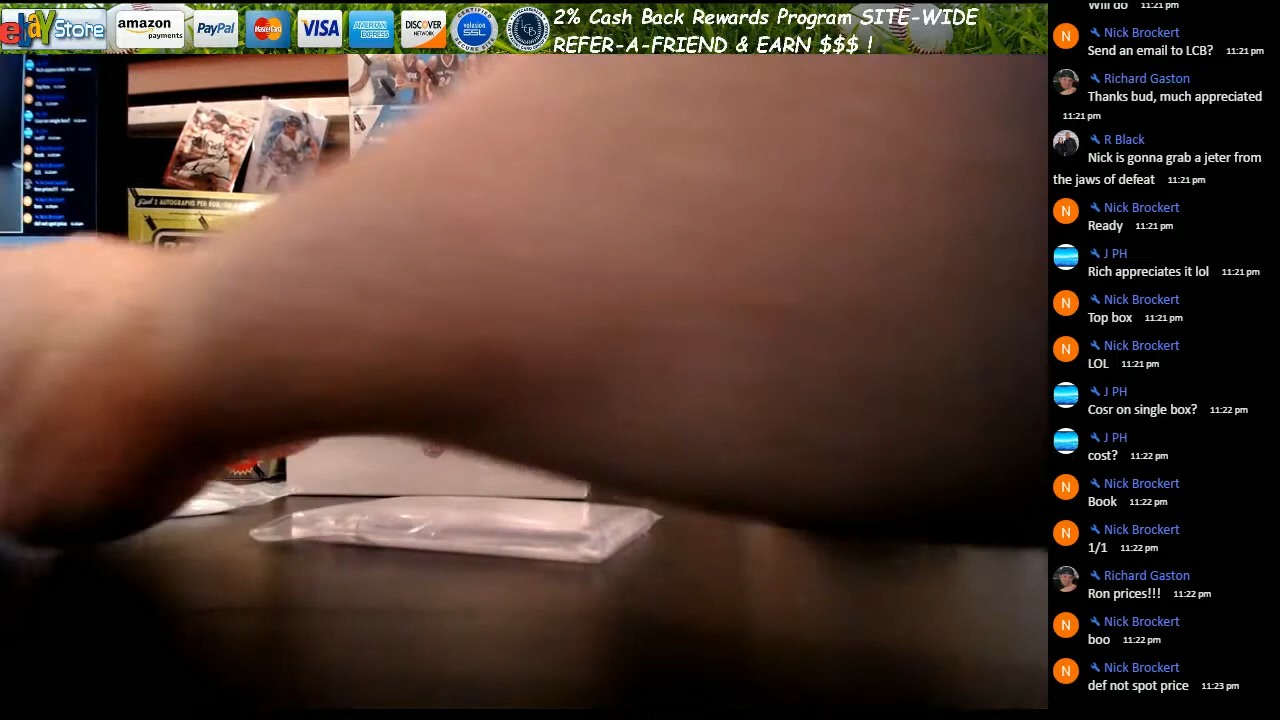 ebay Store
amazon
payments
PayPal
MasterCard
VISA
AMERICAN
EXPRESS
DISCOVER
NETWORK
CERTIFIED
volusion
SSL
2% Cash Back Rewards Program SITE-WIDE
REFER-A-FRIEND & EARN $$$ !
Will do 11:21 pm
Nick Brockert
Send an email to LCB? 11:21 pm
Richard Gaston
Thanks bud, much appreciated
11:21 pm
R Black
Nick is gonna grab a jeter from
the jaws of defeat 11:21 pm
N
Nick Brockert
Ready 11:21 pm
J PH
Rich appreciates it lol 11:21 pm
N
Nick Brockert
Top box 11:21 pm
N
Nick Brockert
LOL 11:21 pm
J PH
Cosr on single box? 11:22 pm
J PH
cost? 11:22 pm
N
Nick Brockert
Book 11:22 pm
N
Nick Brockert
1/1 11:22 pm
Richard Gaston
Ron prices!!! 11:22 pm
N
Nick Brockert
boo 11:22 pm
N
Nick Brockert
def not spot price 11:23 pm